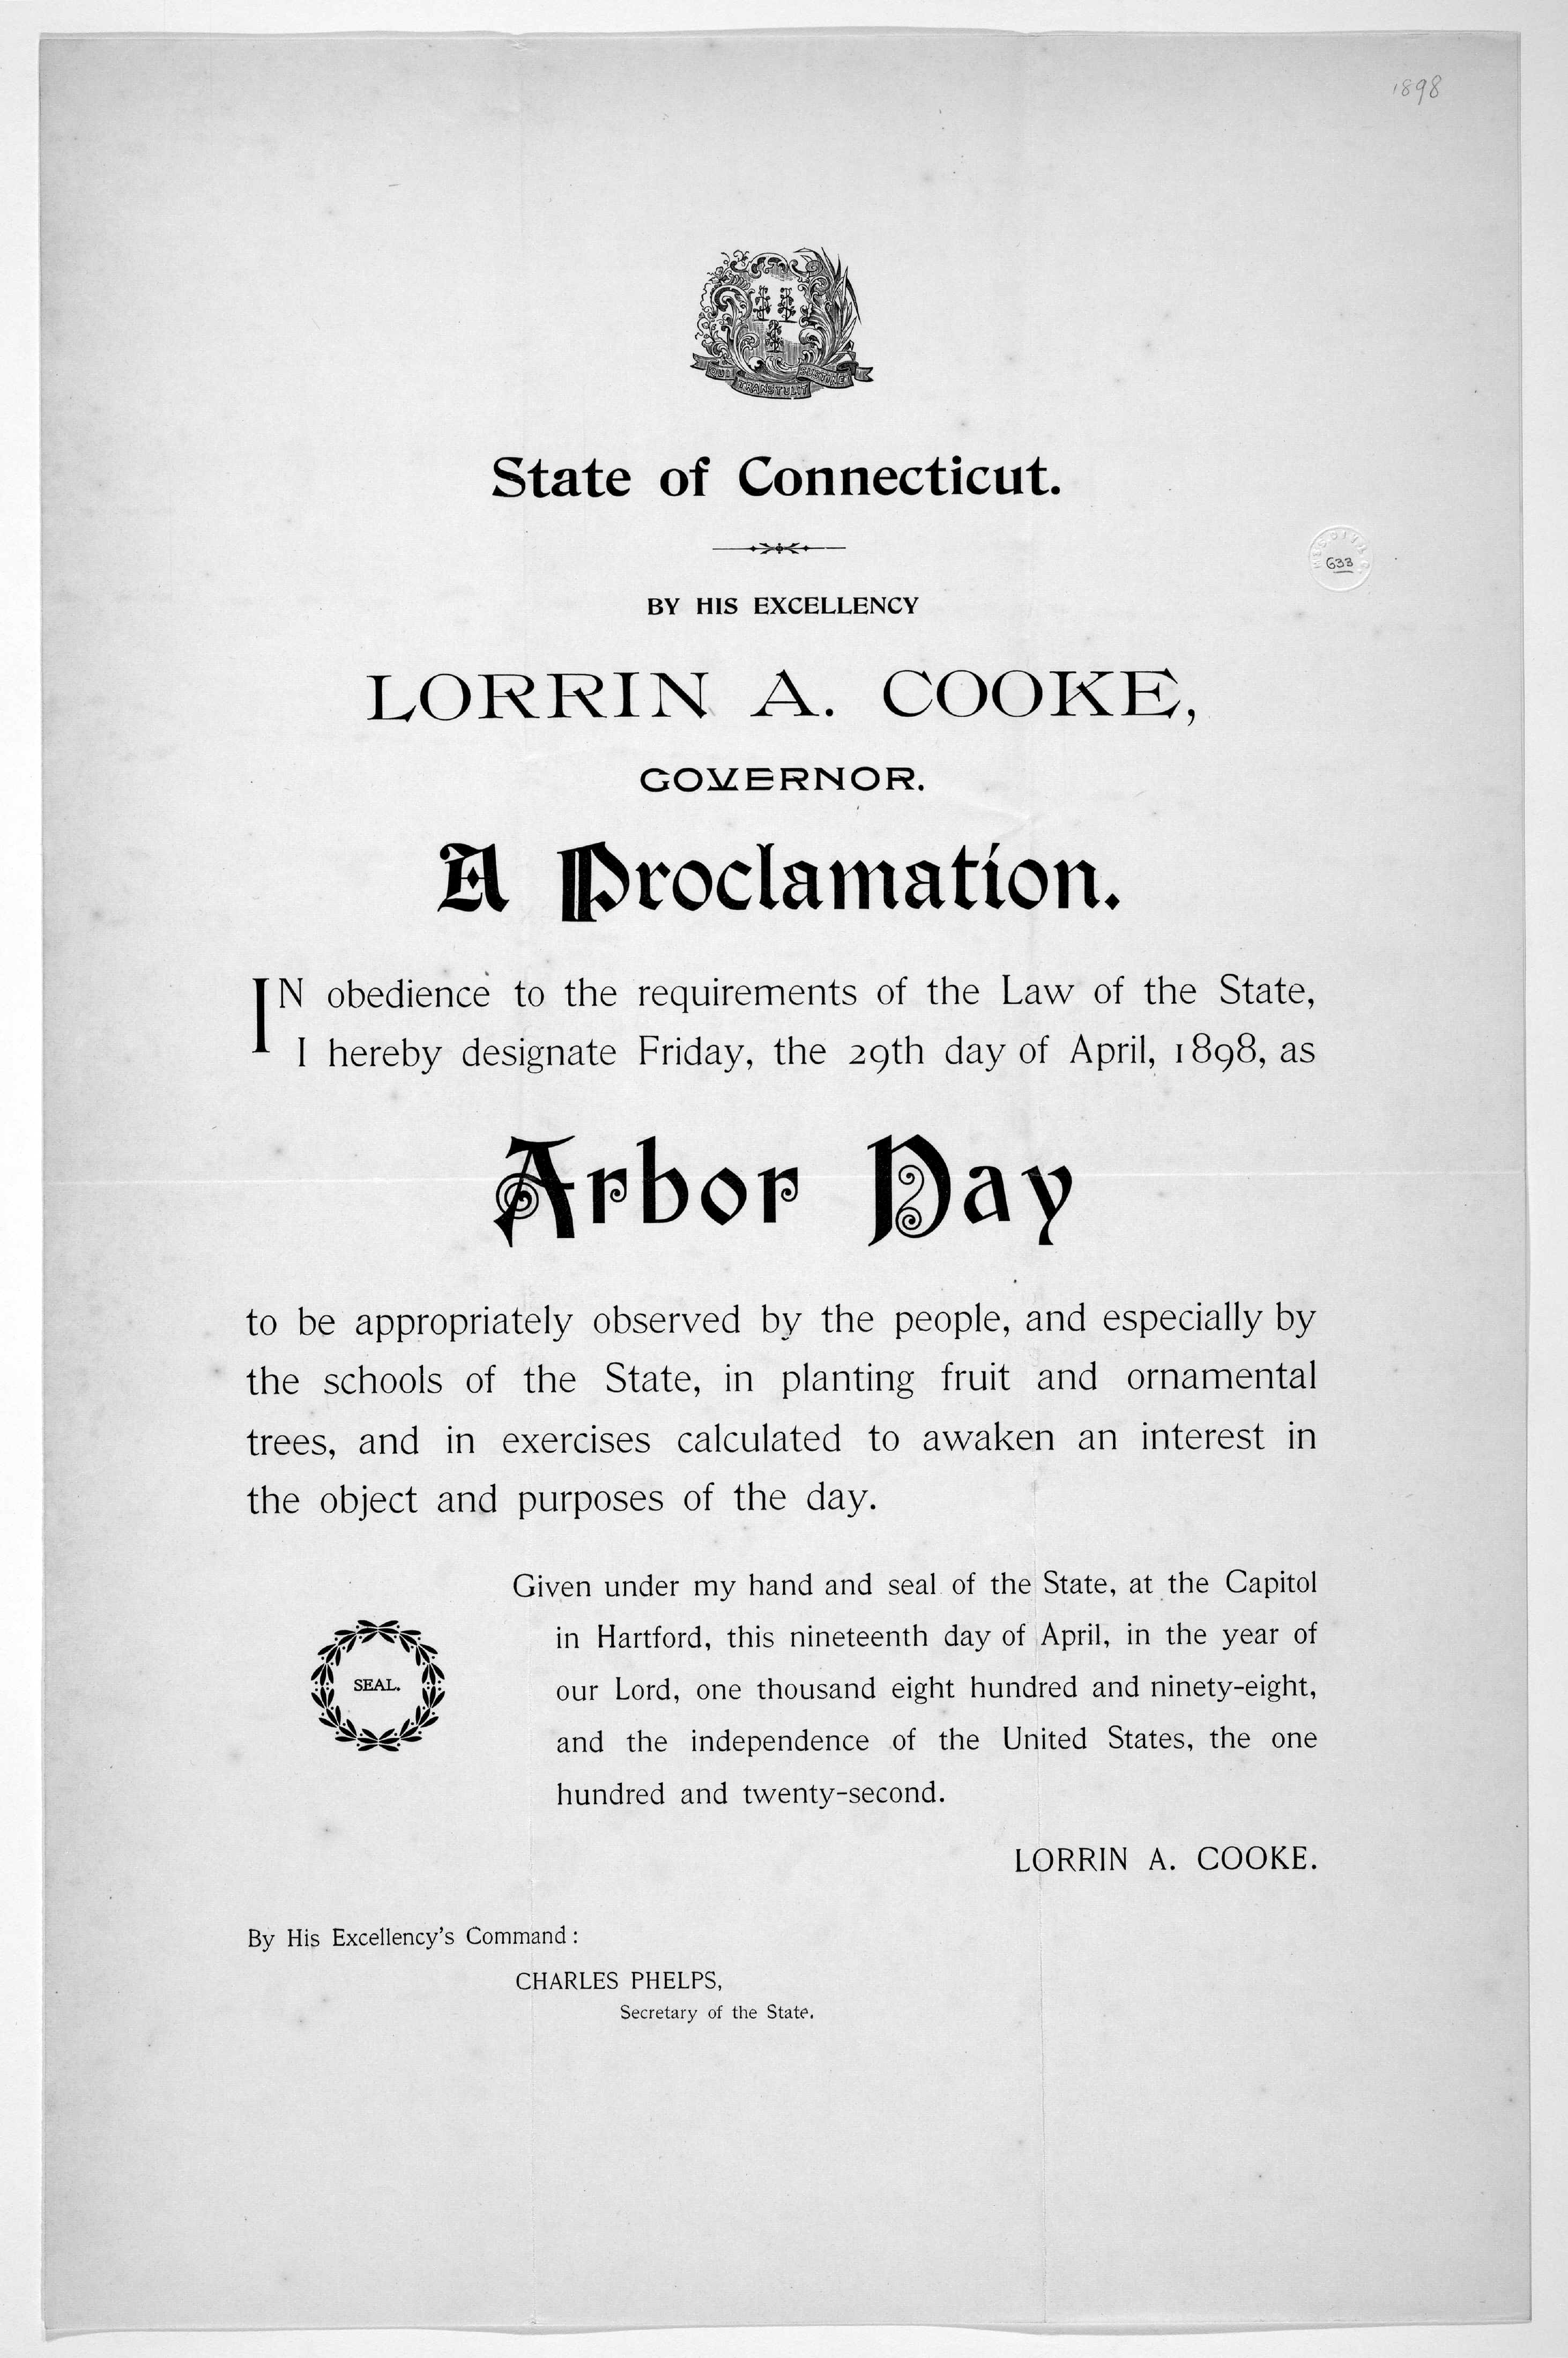 1898
QUI TRANSTULIT SUSTINET
State of Connecticut.
633
BY HIS EXCELLENCY
LORRIN A. COOKE,
GOVERNOR.
A Proclamation.
IN obedience to the requirements of the Law of the State,
I hereby designate Friday, the 29th day of April, 1898, as
Arbor Day
to be appropriately observed by the people, and especially by
the schools of the State, in planting fruit and ornamental
trees, and in exercises calculated to awaken an interest in
the object and purposes of the day.
Given under my hand and seal of the State, at the Capitol
in Hartford, this nineteenth day of April, in the year of
our Lord, one thousand eight hundred and ninety-eight,
and the independence of the United States, the one
hundred and twenty-second.
SEAL.
LORRIN A. COOKE.
By His Excellency's Command:
CHARLES PHELPS,
Secretary of the State.